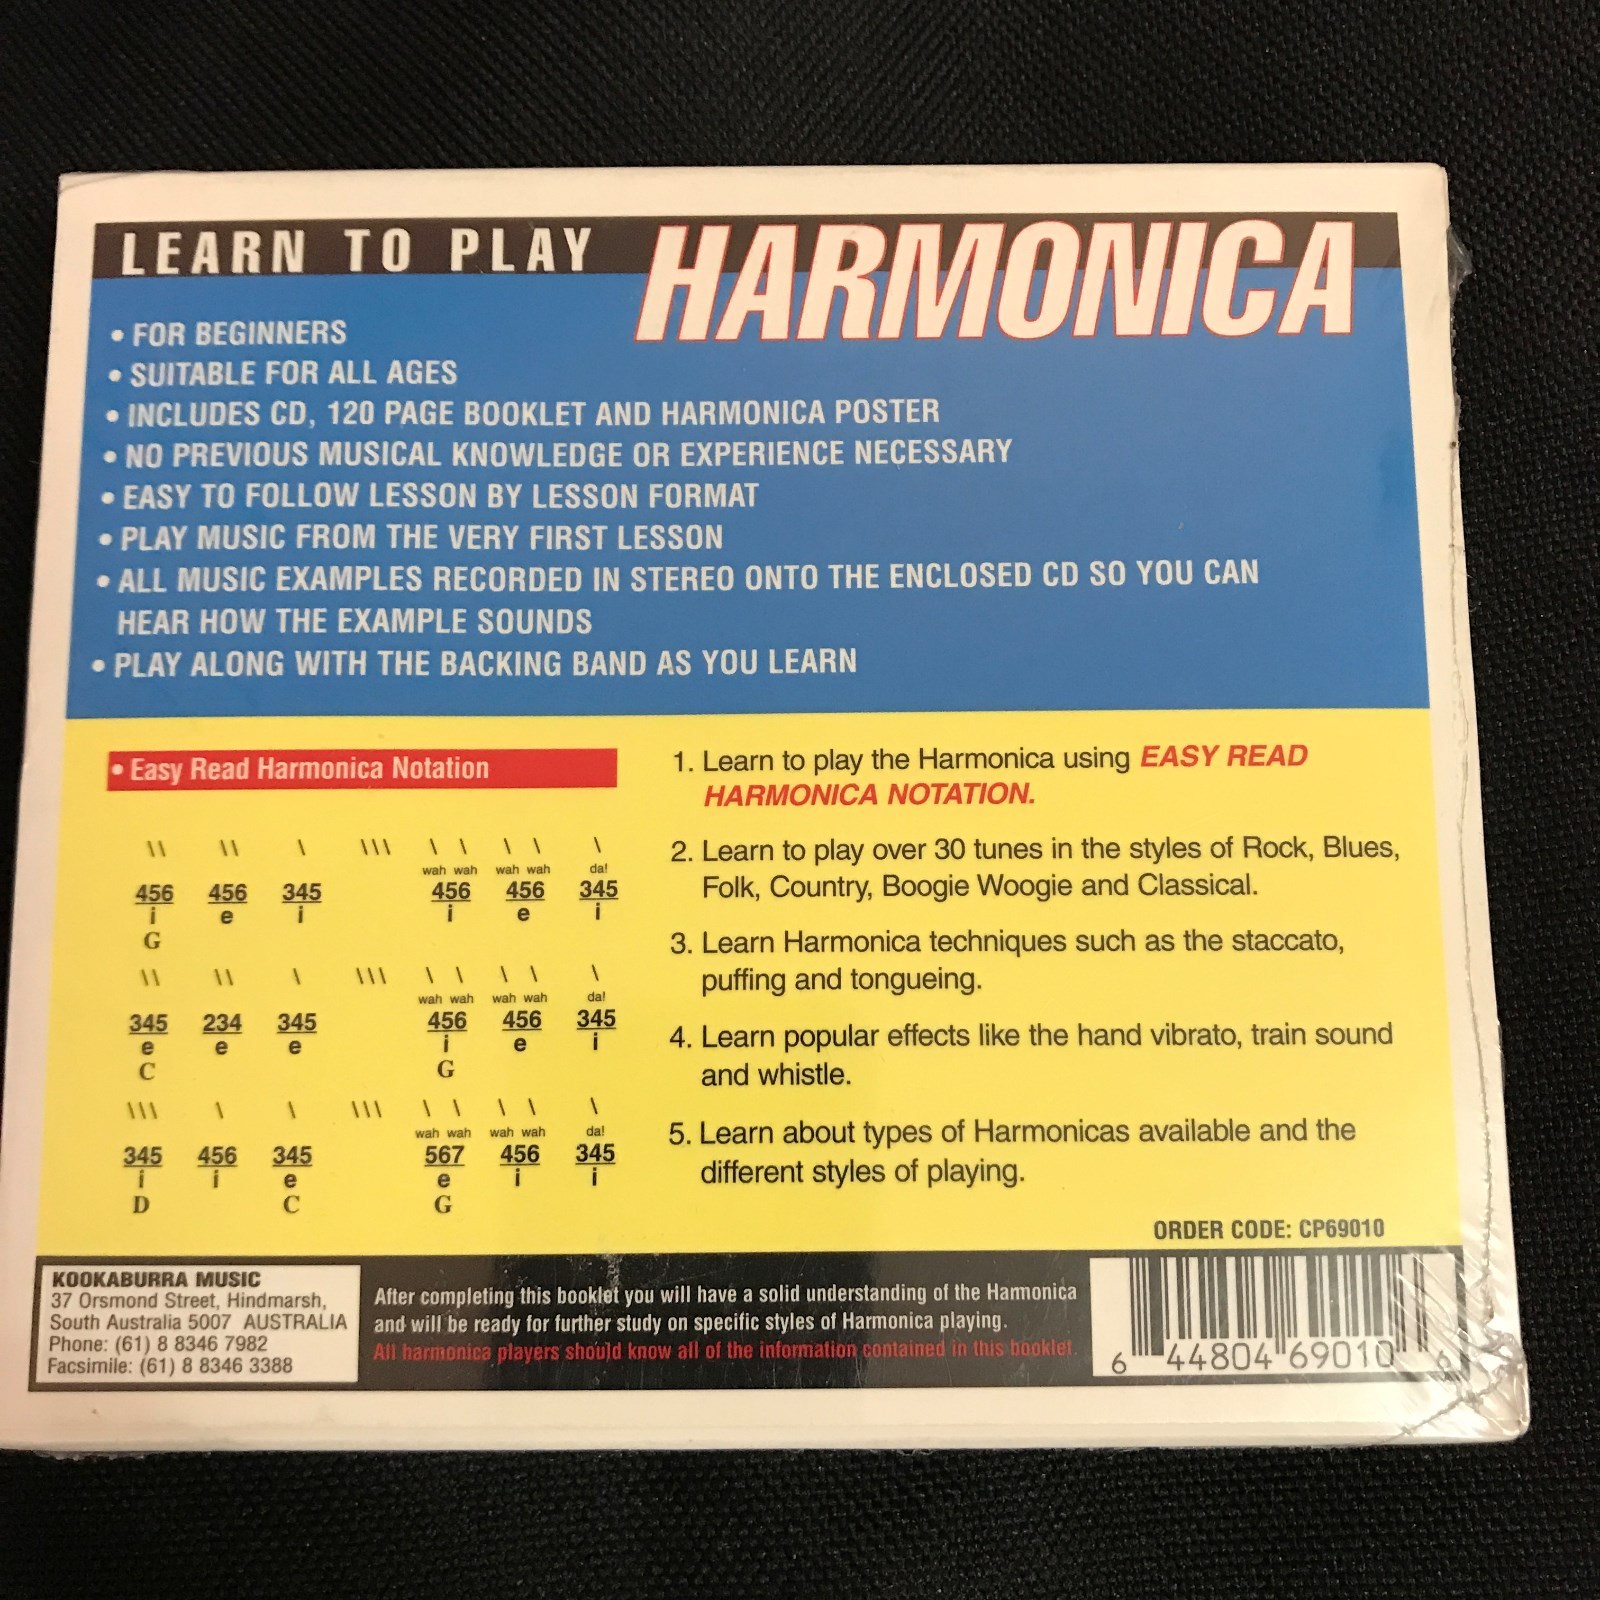 LEARN TO PLAY HARMONICA
• FOR BEGINNERS
• SUITABLE FOR ALL AGES
• INCLUDES CD, 120 PAGE BOOKLET AND HARMONICA POSTER
• NO PREVIOUS MUSICAL KNOWLEDGE OR EXPERIENCE NECESSARY
• EASY TO FOLLOW LESSON BY LESSON FORMAT
• PLAY MUSIC FROM THE VERY FIRST LESSON
• ALL MUSIC EXAMPLES RECORDED IN STEREO ONTO THE ENCLOSED CD SO YOU CAN
HEAR HOW THE EXAMPLE SOUNDS
• PLAY ALONG WITH THE BACKING BAND AS YOU LEARN
• Easy Read Harmonica Notation
\\ \\ \ \\\ \ \ \ \ \
wah wah wah wah da!
456 456 345 456 456 345
i e i i e i
G
\\ \\ \ \\\ \ \ \ \ \
wah wah wah wah da!
345 234 345 456 456 345
e e e i e i
C G
\\\ \ \ \\\ \ \ \ \ \
wah wah wah wah da!
345 456 345 567 456 345
i i e e i i
D C G
1. Learn to play the Harmonica using EASY READ
HARMONICA NOTATION.
2. Learn to play over 30 tunes in the styles of Rock, Blues,
Folk, Country, Boogie Woogie and Classical.
3. Learn Harmonica techniques such as the staccato,
puffing and tongueing.
4. Learn popular effects like the hand vibrato, train sound
and whistle.
5. Learn about types of Harmonicas available and the
different styles of playing.
ORDER CODE: CP69010
KOOKABURRA MUSIC
37 Orsmond Street, Hindmarsh,
South Australia 5007 AUSTRALIA
Phone: (61) 8 8346 7982
Facsimile: (61) 8 8346 3388
After completing this booklet you will have a solid understanding of the Harmonica
and will be ready for further study on specific styles of Harmonica playing.
All harmonica players should know all of the information contained in this booklet.
6 44804 69010 6